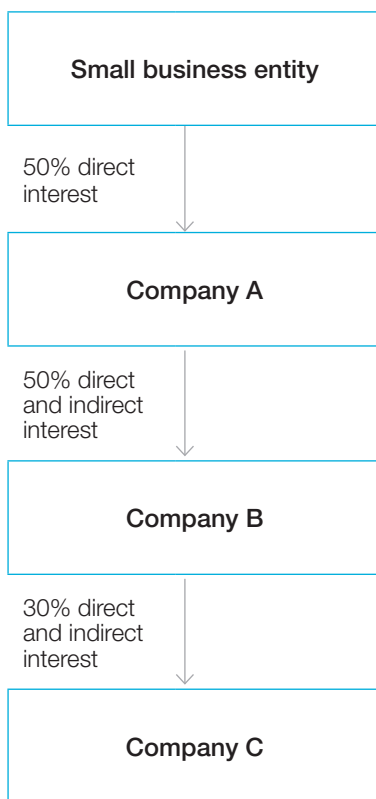 Small business entity
50% direct
interest
Company A
50% direct
and indirect
interest
Company B
30% direct
and indirect
interest
Company C